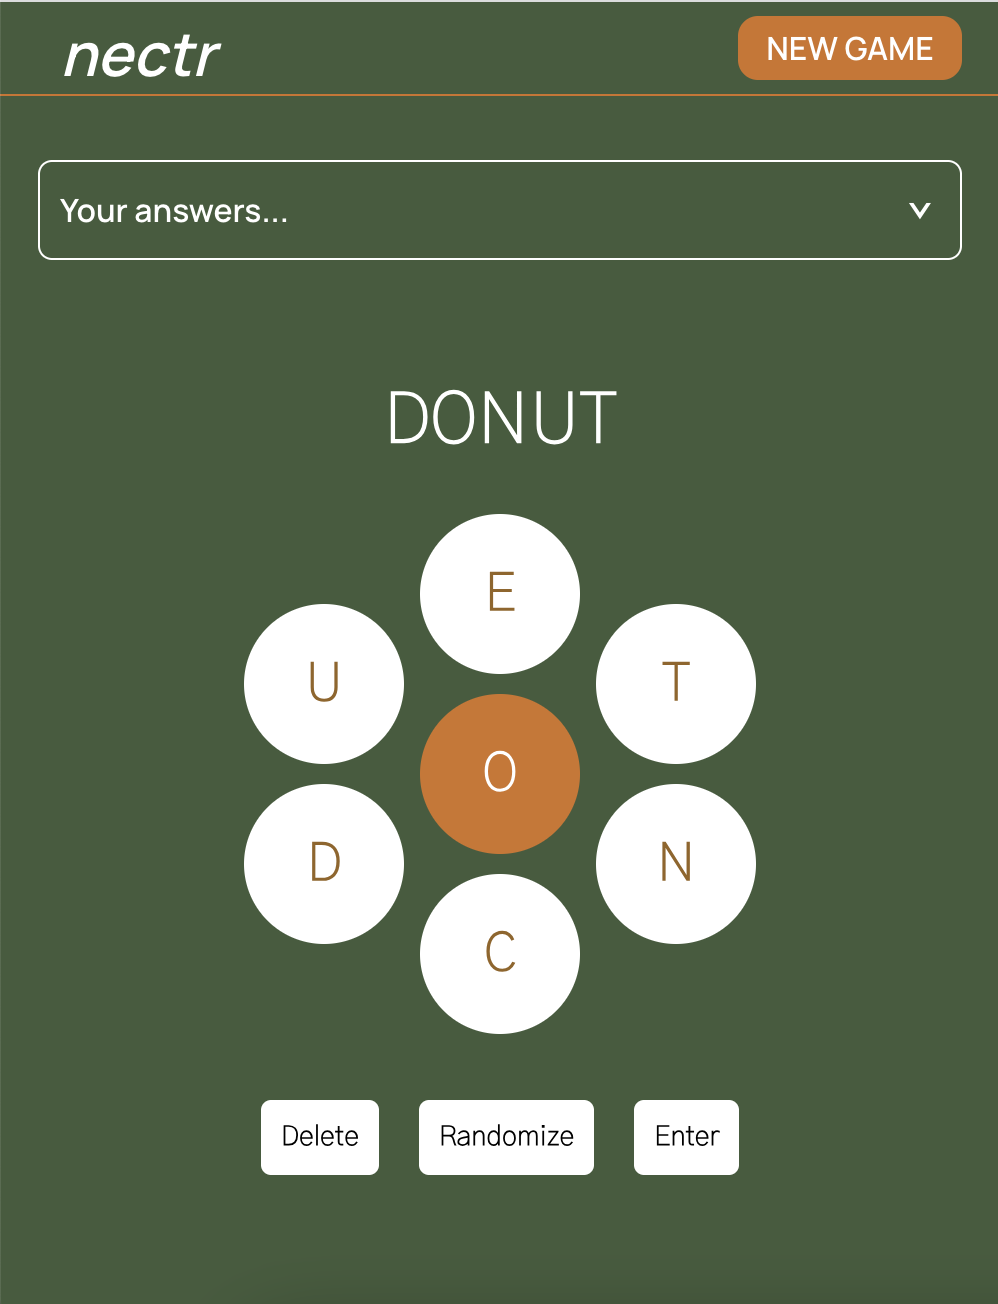 nectr
NEW GAME
Your answers...
DONUT
E
U
T
O
D
N
C
Delete
Randomize
Enter